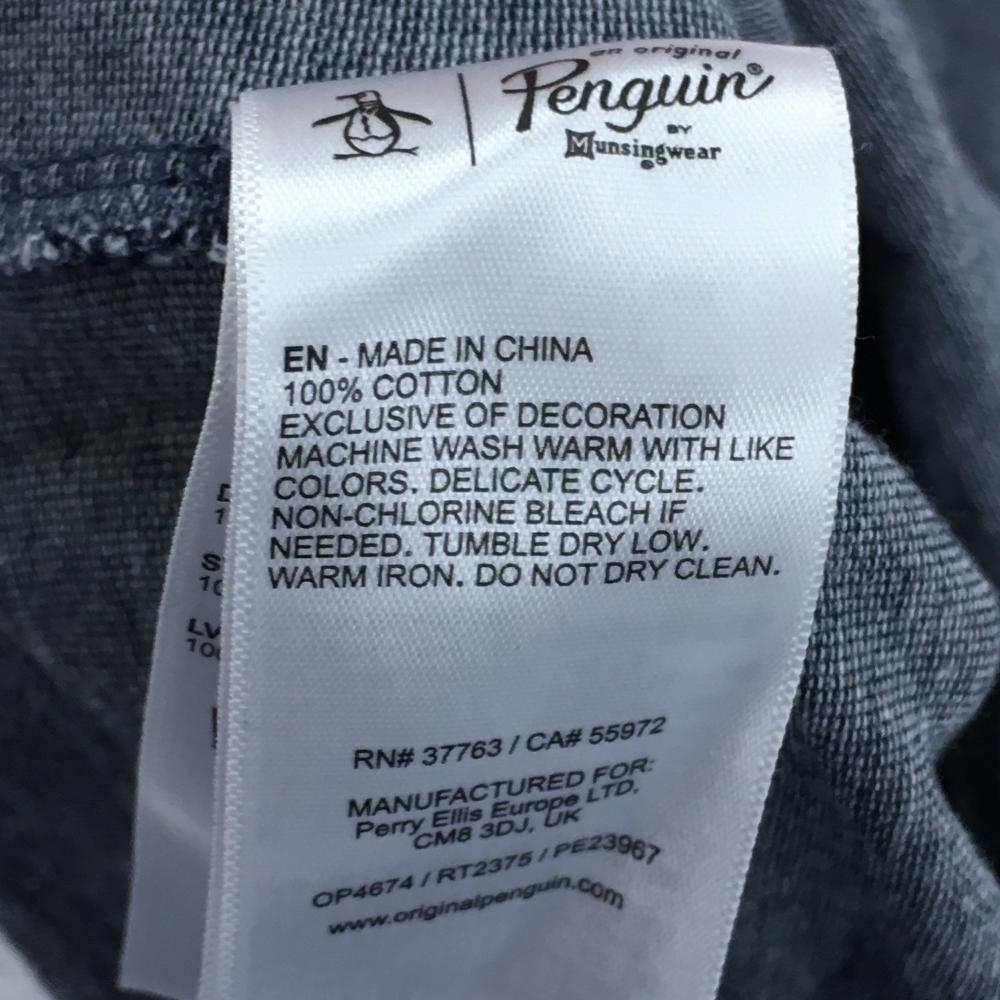 an original
Penguin®
BY
Munsingwear
®
EN - MADE IN CHINA
100% COTTON
EXCLUSIVE OF DECORATION
MACHINE WASH WARM WITH LIKE
COLORS. DELICATE CYCLE.
NON-CHLORINE BLEACH IF
NEEDED. TUMBLE DRY LOW.
WARM IRON. DO NOT DRY CLEAN.
RN# 37763 / CA# 55972
MANUFACTURED FOR:
Perry Ellis Europe LTD.
CM8 3DJ, UK
OP4674 / RT2375 / PE23967
www.originalpenguin.com
LV